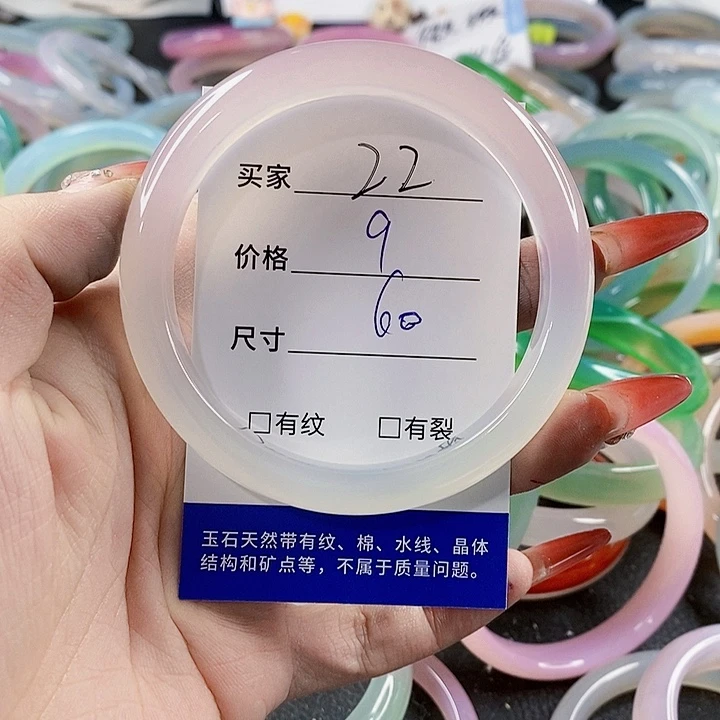 买家 22
价格 9
尺寸 60
□有纹 □有裂
玉石天然带有纹、棉、水线、晶体
结构和矿点等，不属于质量问题。